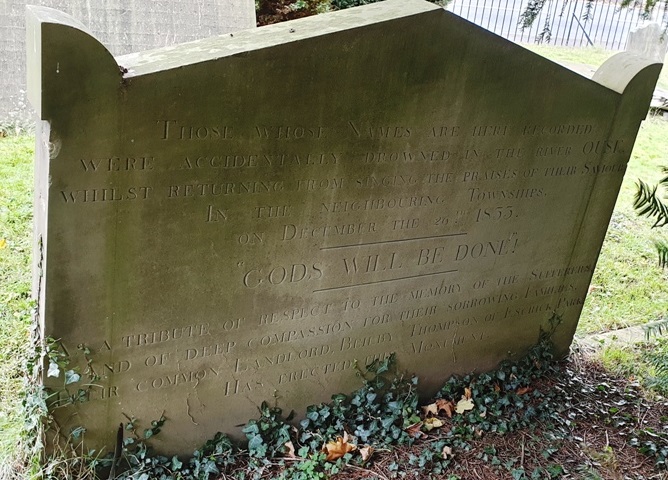 THOSE WHOSE NAMES ARE HERE RECORDED
WERE ACCIDENTALLY DROWNED IN THE RIVER OUSE,
WHILST RETURNING FROM SINGING THE PRAISES OF THEIR SAVIOUR
IN THE NEIGHBOURING TOWNSHIPS.
ON DECEMBER THE 26TH 1833.
"GODS WILL BE DONE!"
A TRIBUTE OF RESPECT TO THE MEMORY OF THE SUFFERERS
AND OF DEEP COMPASSION FOR THEIR SORROWING FAMILIES,
THEIR COMMON LANDLORD BEILBY THOMPSON OF ESCRICK PARK
HAS ERECTED THIS MONUMENT